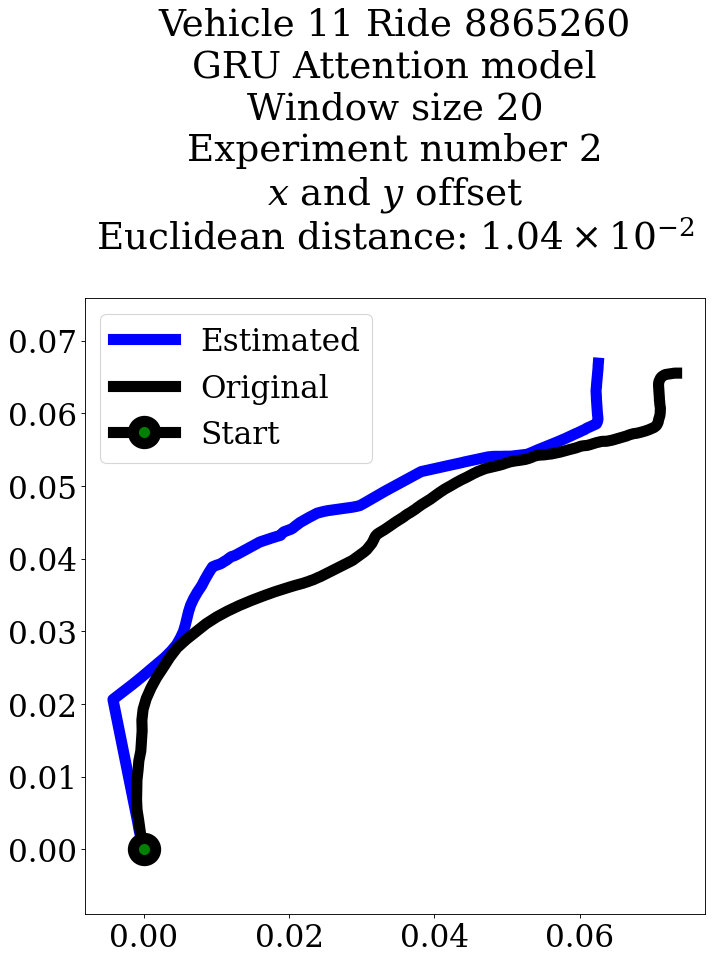 Vehicle 11 Ride 8865260
GRU Attention model
Window size 20
Experiment number 2
x and y offset
Euclidean distance: 1.04 × 10⁻²
Estimated
Original
Start
0.07
0.06
0.05
0.04
0.03
0.02
0.01
0.00
0.00 0.02 0.04 0.06